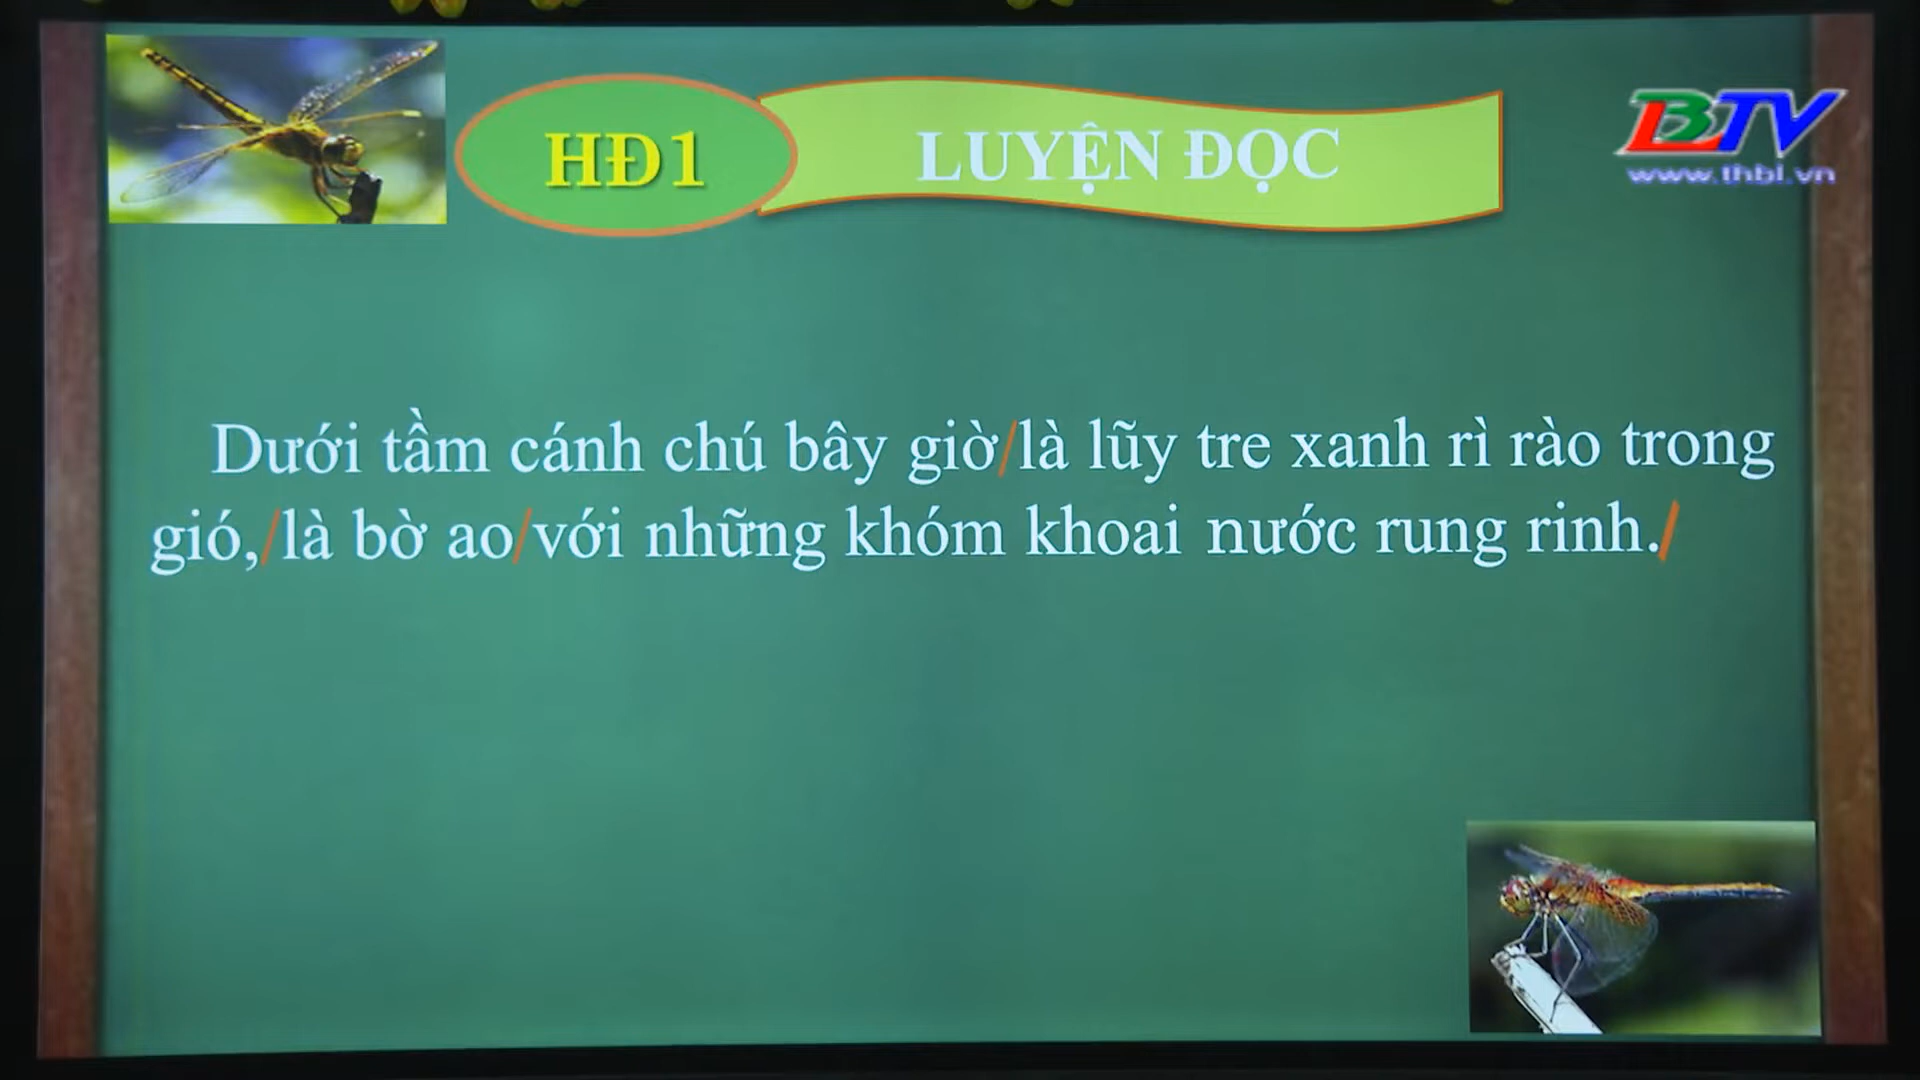 HĐ1
LUYỆN ĐỌC
BTV
www.thbl.vn
Dưới tầm cánh chú bây giờ/là lũy tre xanh rì rào trong
gió,/là bờ ao/với những khóm khoai nước rung rinh./